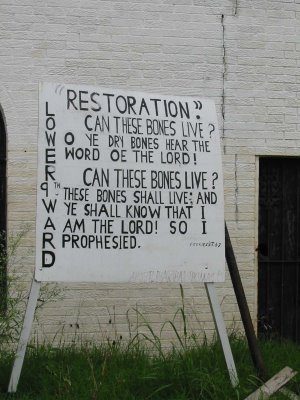 "RESTORATION?
CAN THESE BONES LIVE?
O YE DRY BONES HEAR THE
WORD OE THE LORD!
CAN THESE BONES LIVE?
THESE BONES SHALL LIVE; AND
YE SHALL KNOW THAT I
AM THE LORD! SO I
PROPHESIED.
LOWER 9TH WARD